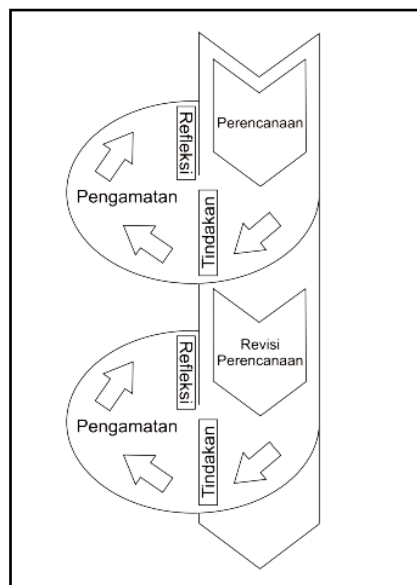 Perencanaan
Refleksi
Pengamatan
Tindakan
Revisi
Perencanaan
Refleksi
Pengamatan
Tindakan